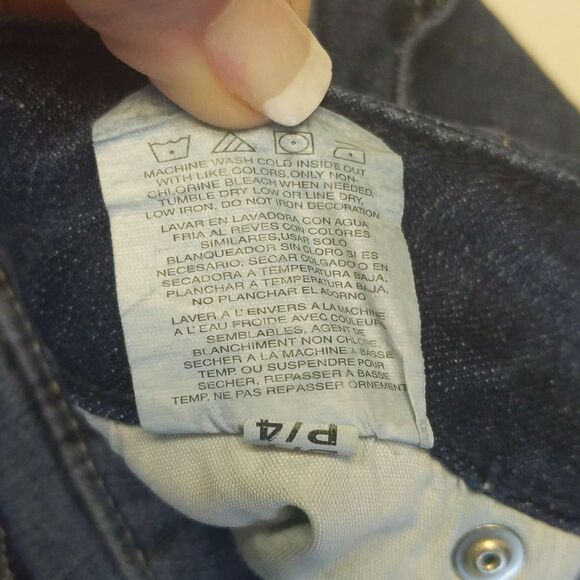 MACHINE WASH COLD INSIDE OUT
WITH LIKE COLORS,ONLY NON-
CHLORINE BLEACH WHEN NEEDED,
TUMBLE DRY LOW OR LINE DRY,
LOW IRON, DO NOT IRON DECORATION
LAVAR EN LAVADORA CON AGUA
FRIA AL REVES CON COLORES
SIMILARES,USAR SOLO
BLANQUEADOR SIN CLORO SI ES
NECESARIO. SECAR COLGADO O EN
SECADORA A TEMPERATURA BAJA,
PLANCHAR A TEMPERATURA BAJA.
NO PLANCHAR EL ADORNO
LAVER A L' ENVERS A LA MACHINE
A L'EAU FROIDE AVEC COULEURS
SEMBLABLES, AGENT DE
BLANCHIMENT NON CHLORE
SECHER A LA MACHINE A BASSE
TEMP. OU SUSPENDRE POUR
SECHER, REPASSER A BASSE
TEMP. NE PAS REPASSER ORNEMENT
P/4